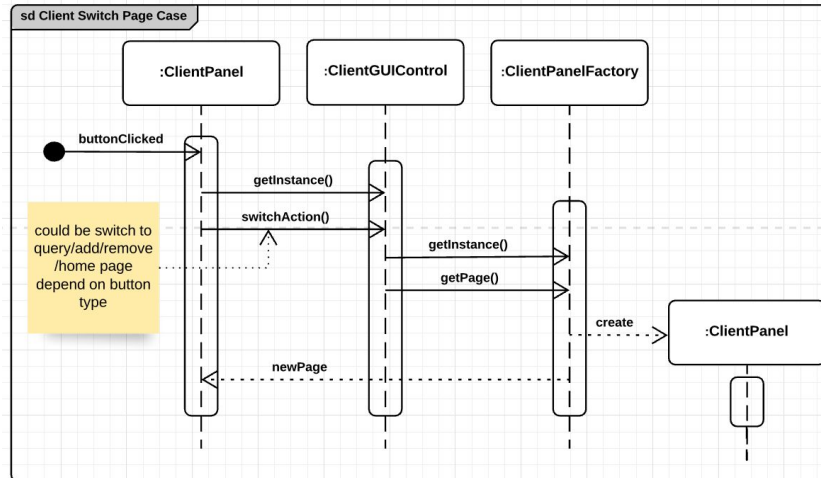 sd Client Switch Page Case
:ClientPanel
:ClientGUIControl
:ClientPanelFactory
buttonClicked
getInstance()
could be switch to
query/add/remove
/home page
depend on button
type
switchAction()
getInstance()
getPage()
create
:ClientPanel
newPage